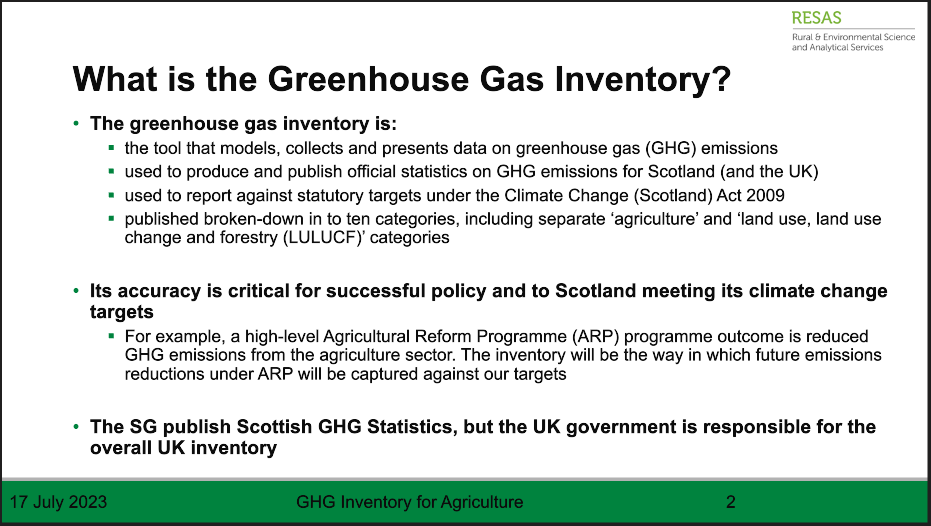 RESAS
Rural & Environmental Science
and Analytical Services
What is the Greenhouse Gas Inventory?
• The greenhouse gas inventory is:
▪ the tool that models, collects and presents data on greenhouse gas (GHG) emissions
▪ used to produce and publish official statistics on GHG emissions for Scotland (and the UK)
▪ used to report against statutory targets under the Climate Change (Scotland) Act 2009
▪ published broken-down in to ten categories, including separate ‘agriculture’ and ‘land use, land use
change and forestry (LULUCF)’ categories
• Its accuracy is critical for successful policy and to Scotland meeting its climate change
targets
▪ For example, a high-level Agricultural Reform Programme (ARP) programme outcome is reduced
GHG emissions from the agriculture sector. The inventory will be the way in which future emissions
reductions under ARP will be captured against our targets
• The SG publish Scottish GHG Statistics, but the UK government is responsible for the
overall UK inventory
17 July 2023 GHG Inventory for Agriculture 2